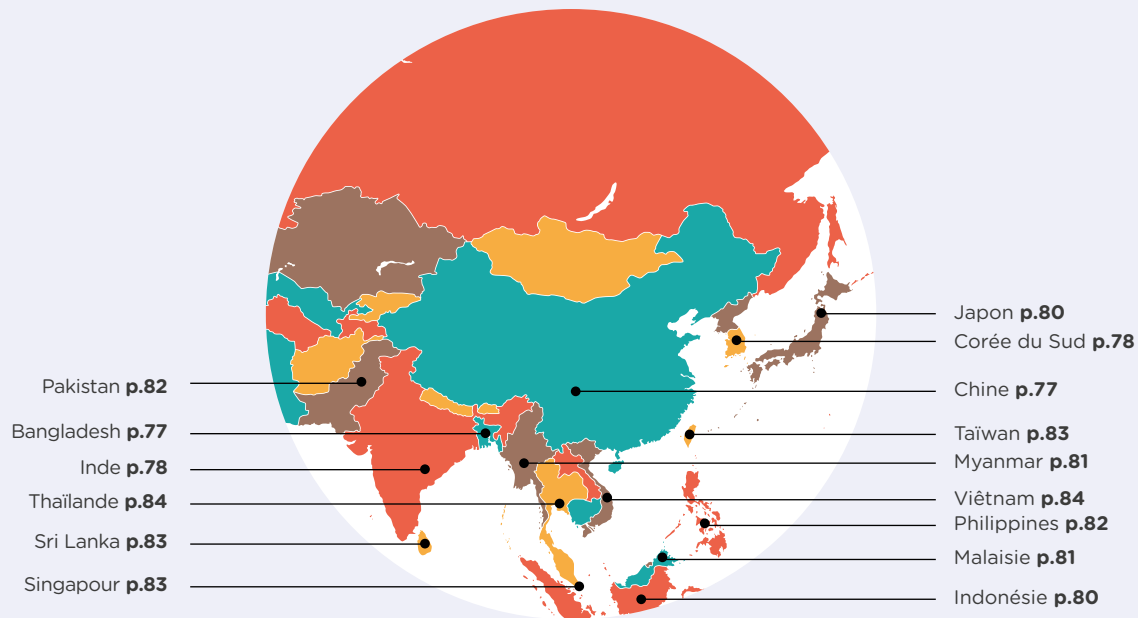 Pakistan p.82
Bangladesh p.77
Inde p.78
Thaïlande p.84
Sri Lanka p.83
Singapour p.83
Japon p.80
Corée du Sud p.78
Chine p.77
Taïwan p.83
Myanmar p.81
Viêtnam p.84
Philippines p.82
Malaisie p.81
Indonésie p.80